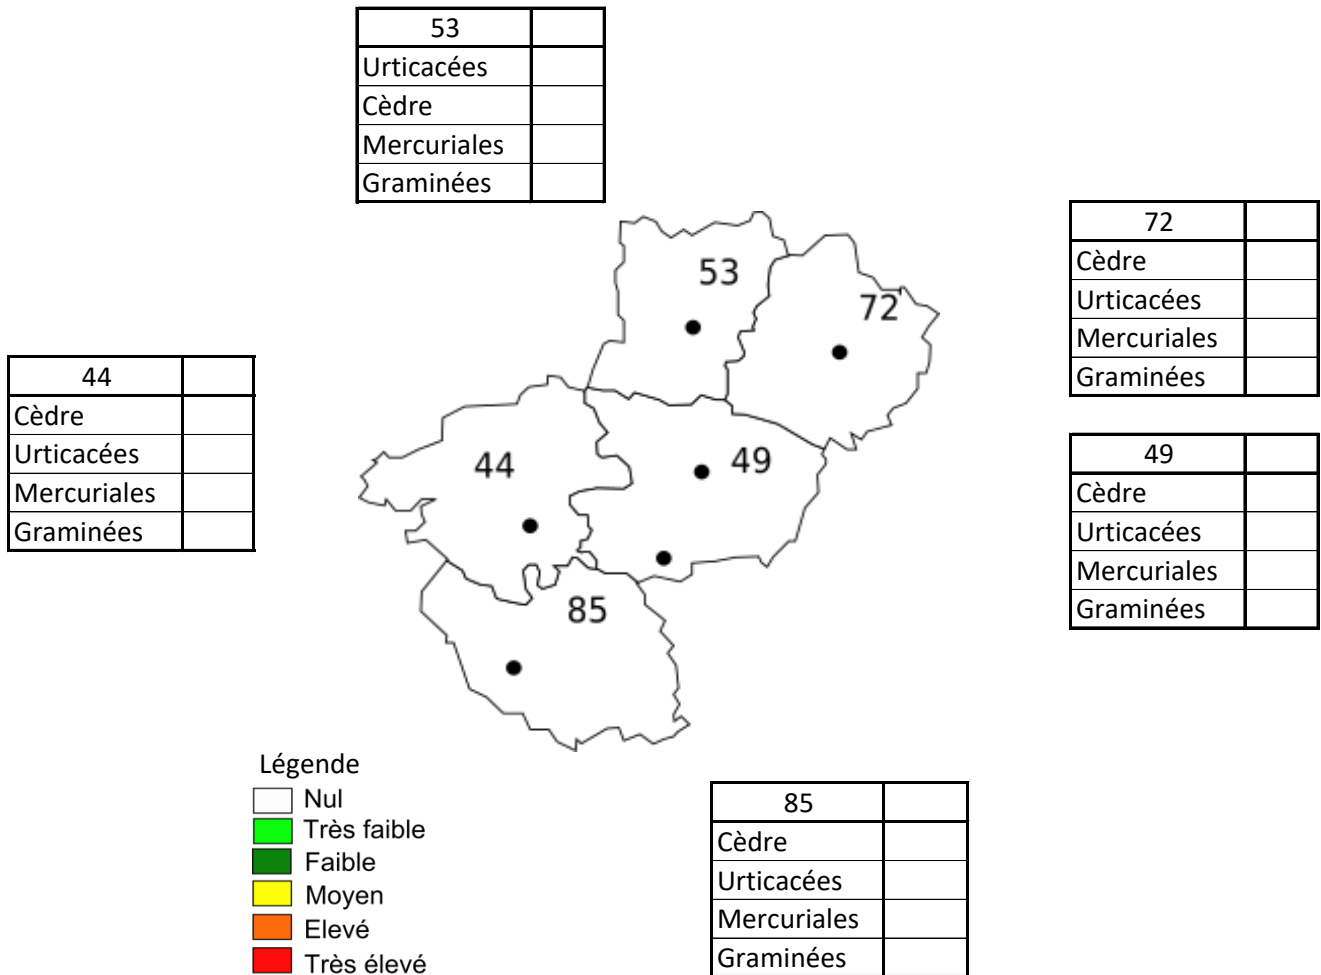 53
Urticacées
Cèdre
Mercuriales
Graminées
72
Cèdre
Urticacées
Mercuriales
Graminées
53
72
44
Cèdre
Urticacées
Mercuriales
Graminées
44
49
49
Cèdre
Urticacées
Mercuriales
Graminées
85
Légende
Nul
Très faible
Faible
Moyen
Elevé
Très élevé
85
Cèdre
Urticacées
Mercuriales
Graminées